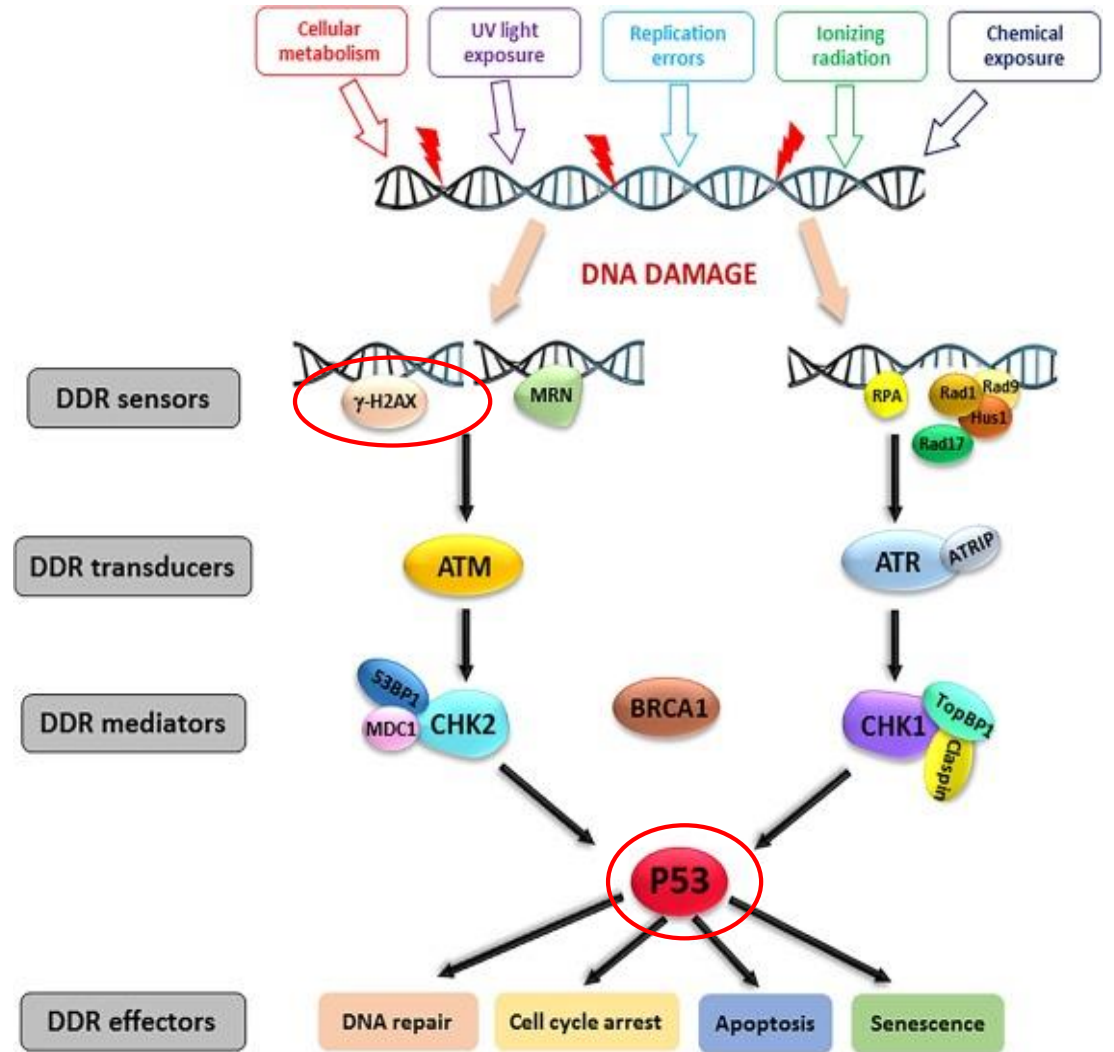 Cellular
metabolism
UV light
exposure
Replication
errors
Ionizing
radiation
Chemical
exposure
DNA DAMAGE
DDR sensors
γ-H2AX
MRN
RPA
Rad1
Rad9
Hus1
Rad17
DDR transducers
ATM
ATR
ATRIP
DDR mediators
53BP1
MDC1
CHK2
BRCA1
CHK1
TopBP1
Claspin
P53
DDR effectors
DNA repair
Cell cycle arrest
Apoptosis
Senescence